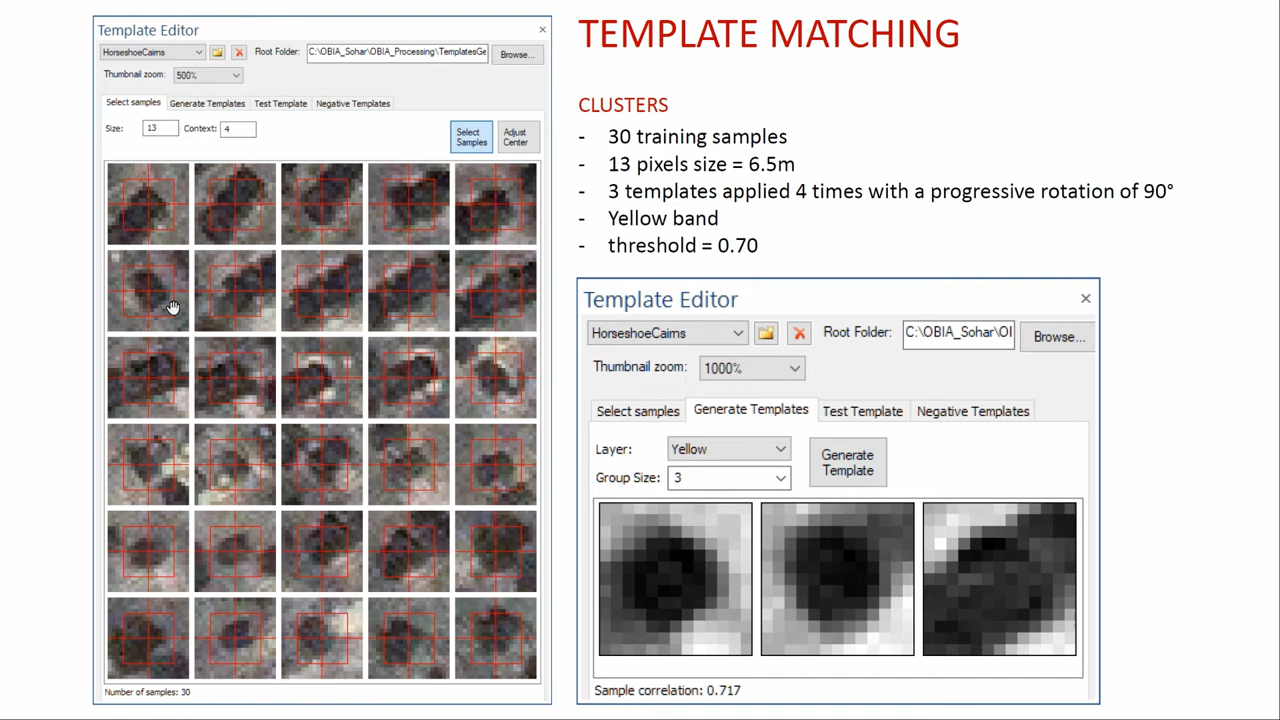 Template Editor
HorseshoeCairns
Root Folder:
C:\OBIA_Sohar\OBIA_Processing\TemplatesGe
Browse...
Thumbnail zoom:
500%
Select samples
Generate Templates
Test Template
Negative Templates
Size:
13
Context:
4
Select
Samples
Adjust
Center
Number of samples: 30
TEMPLATE MATCHING
CLUSTERS
- 30 training samples
- 13 pixels size = 6.5m
- 3 templates applied 4 times with a progressive rotation of 90°
- Yellow band
- threshold = 0.70
Template Editor
HorseshoeCairns
Root Folder:
C:\OBIA_Sohar\OI
Browse...
Thumbnail zoom:
1000%
Select samples
Generate Templates
Test Template
Negative Templates
Layer:
Yellow
Generate
Template
Group Size:
3
Sample correlation: 0.717